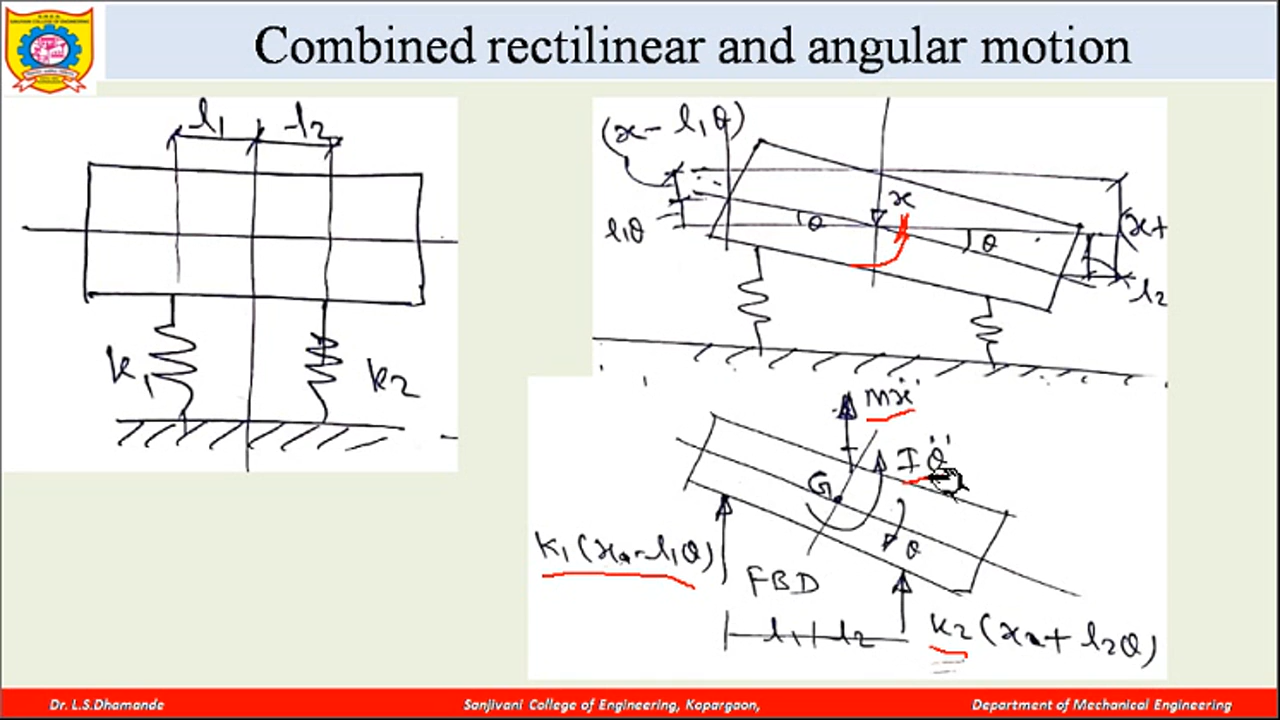 Combined rectilinear and angular motion
l1 l2
k1
k2
(x - l1θ)
x
θ
θ
(x+
l1θ
l2
mẍ
I θ̈
G
θ
K1(x - l1θ)
FBD
l1 l2
K2(x + l2θ)
Dr. L.S.Dhamande
Sanjivani College of Engineering, Kopargaon,
Department of Mechanical Engineering